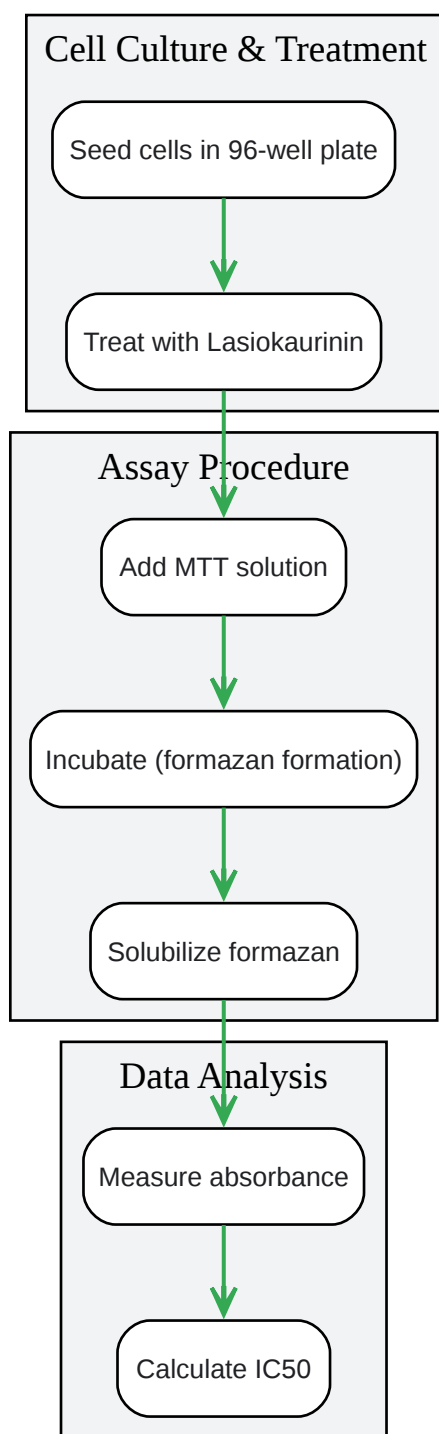 Cell Culture & Treatment
Seed cells in 96-well plate
Treat with Lasiokaurinin
Assay Procedure
Add MTT solution
Incubate (formazan formation)
Solubilize formazan
Data Analysis
Measure absorbance
Calculate IC50